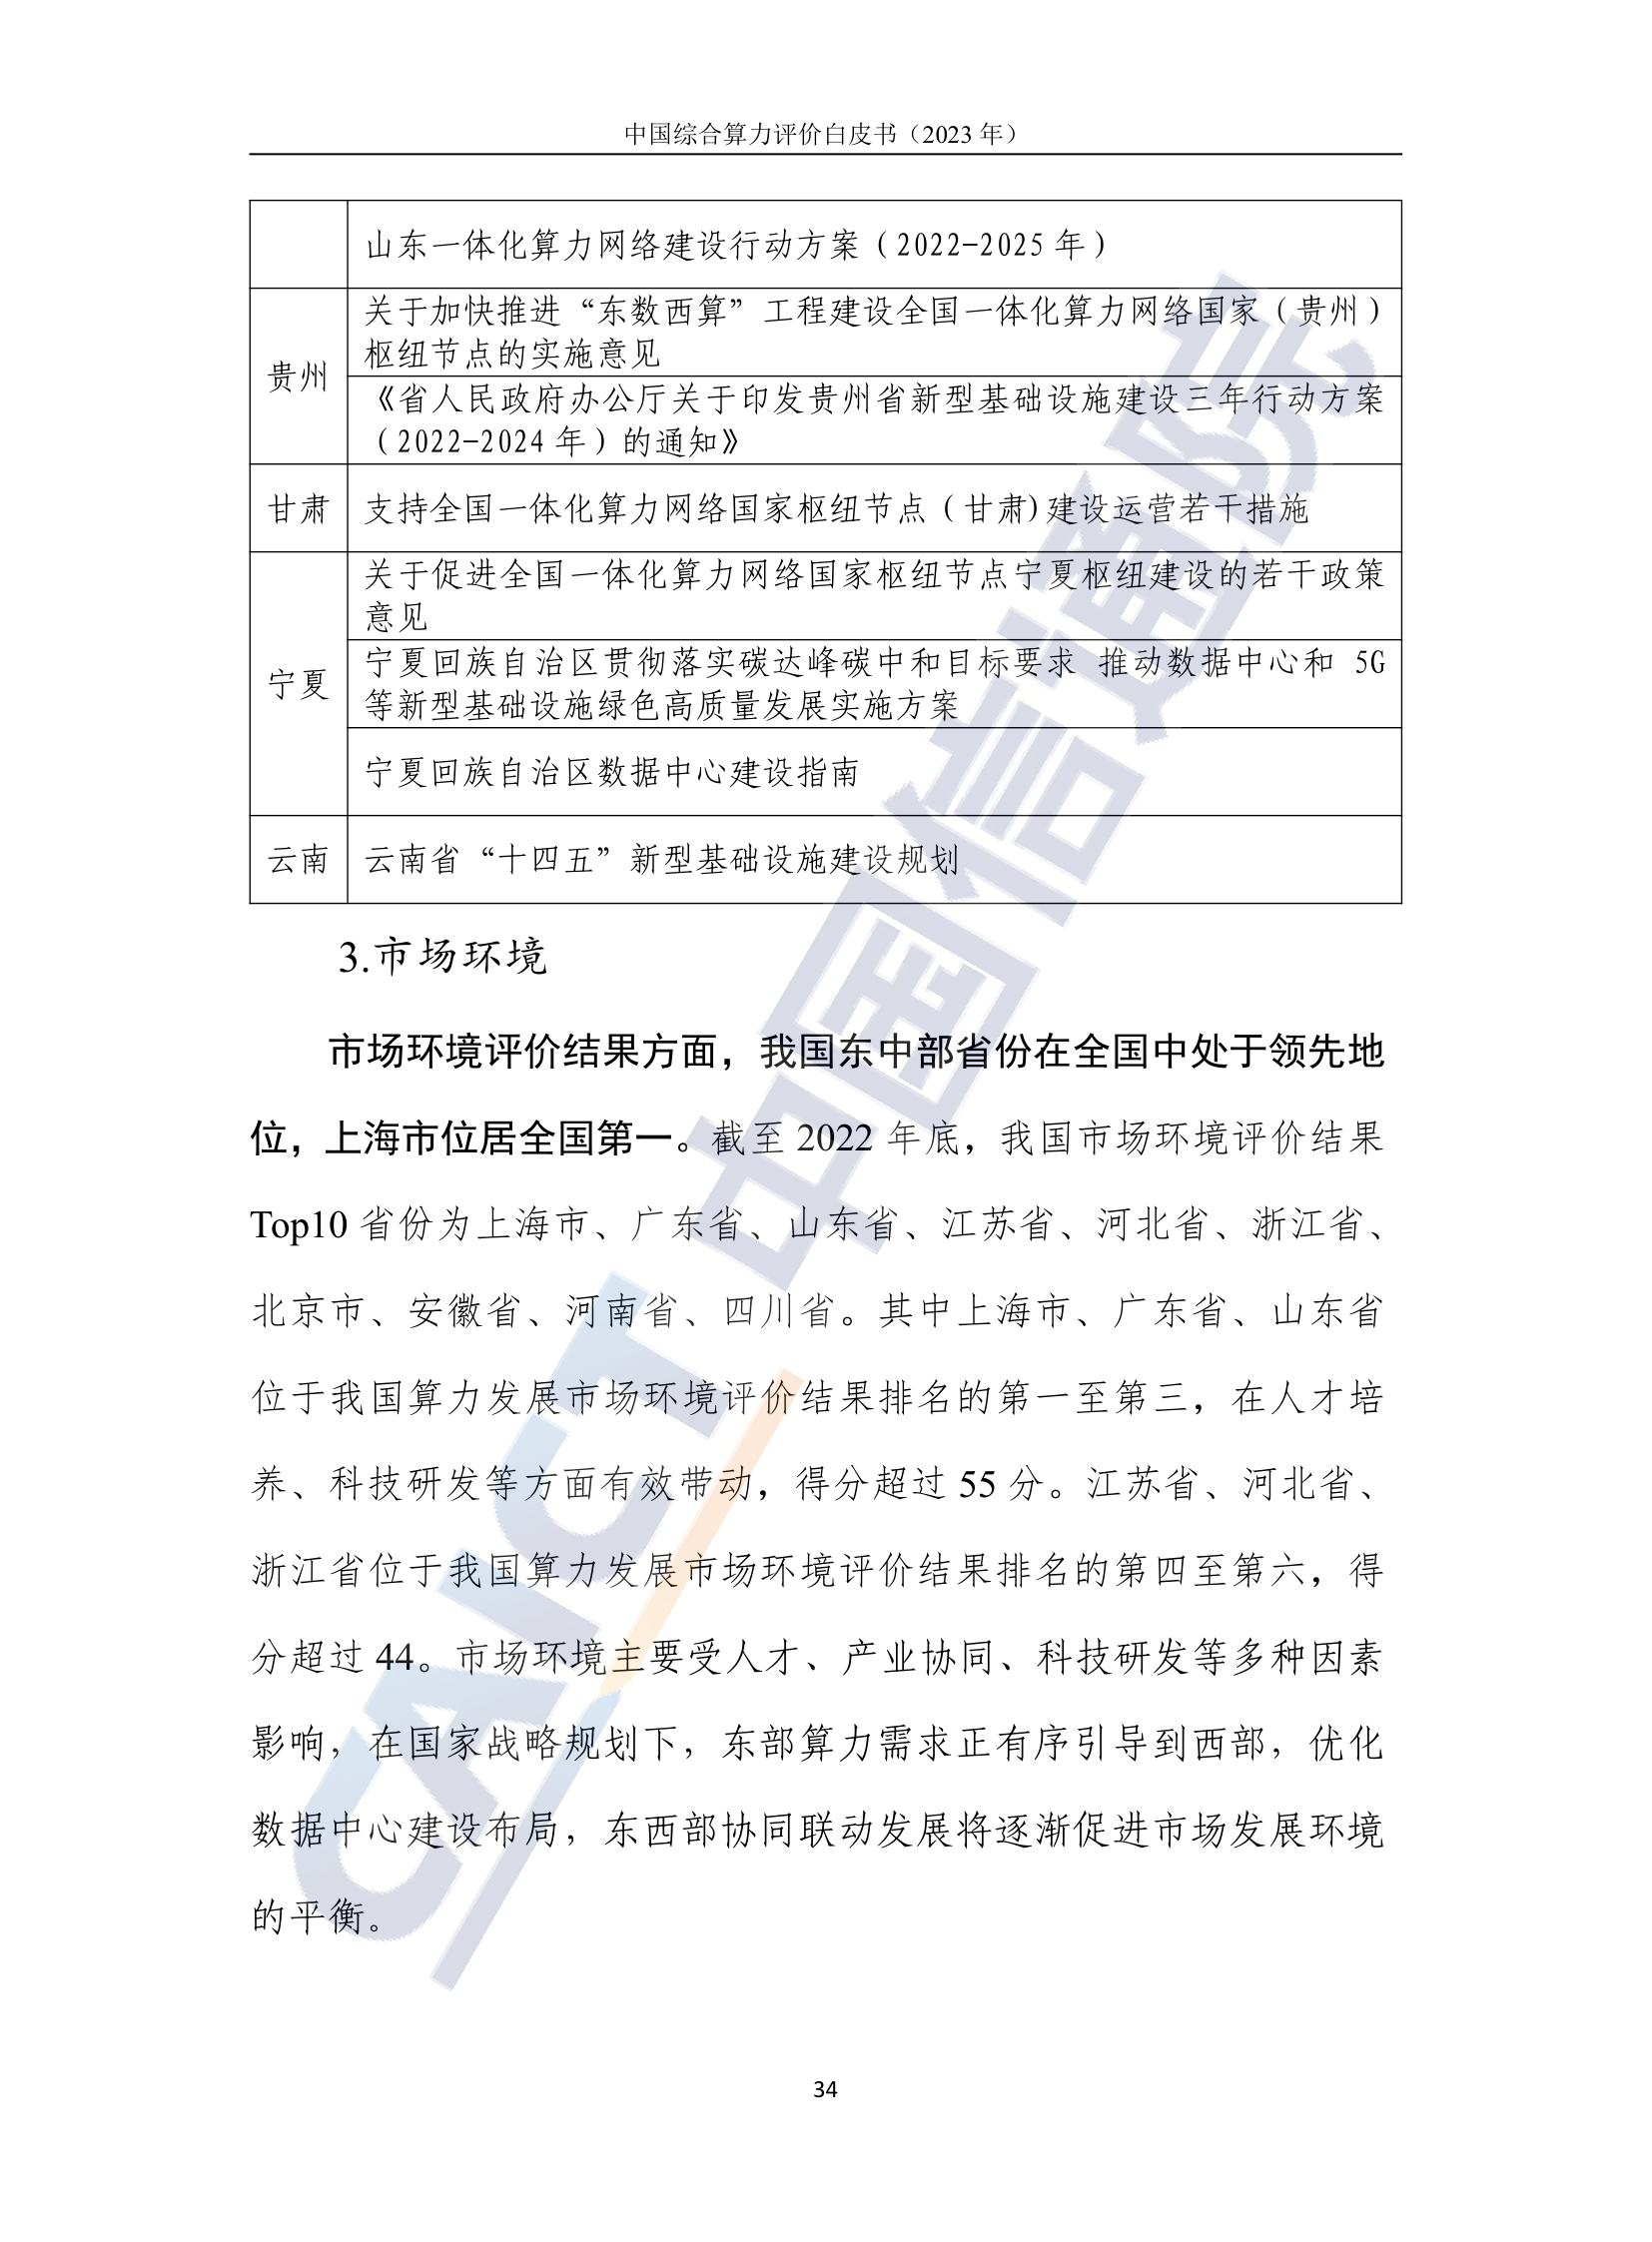 中国综合算力评价白皮书（2023 年）
山东一体化算力网络建设行动方案（2022-2025 年）
关于加快推进“东数西算”工程建设全国一体化算力网络国家（贵州）
枢纽节点的实施意见
贵州
《省人民政府办公厅关于印发贵州省新型基础设施建设三年行动方案
（2022-2024 年）的通知》
甘肃 支持全国一体化算力网络国家枢纽节点（甘肃)建设运营若干措施
关于促进全国一体化算力网络国家枢纽节点宁夏枢纽建设的若干政策
意见
宁夏
宁夏回族自治区贯彻落实碳达峰碳中和目标要求 推动数据中心和 5G
等新型基础设施绿色高质量发展实施方案
宁夏回族自治区数据中心建设指南
云南 云南省“十四五”新型基础设施建设规划
3.市场环境
市场环境评价结果方面，我国东中部省份在全国中处于领先地
位，上海市位居全国第一。截至 2022 年底，我国市场环境评价结果
Top10 省份为上海市、广东省、山东省、江苏省、河北省、浙江省、
北京市、安徽省、河南省、四川省。其中上海市、广东省、山东省
位于我国算力发展市场环境评价结果排名的第一至第三，在人才培
养、科技研发等方面有效带动，得分超过 55 分。江苏省、河北省、
浙江省位于我国算力发展市场环境评价结果排名的第四至第六，得
分超过 44。市场环境主要受人才、产业协同、科技研发等多种因素
影响，在国家战略规划下，东部算力需求正有序引导到西部，优化
数据中心建设布局，东西部协同联动发展将逐渐促进市场发展环境
的平衡。
CAICT 中国信通院
34